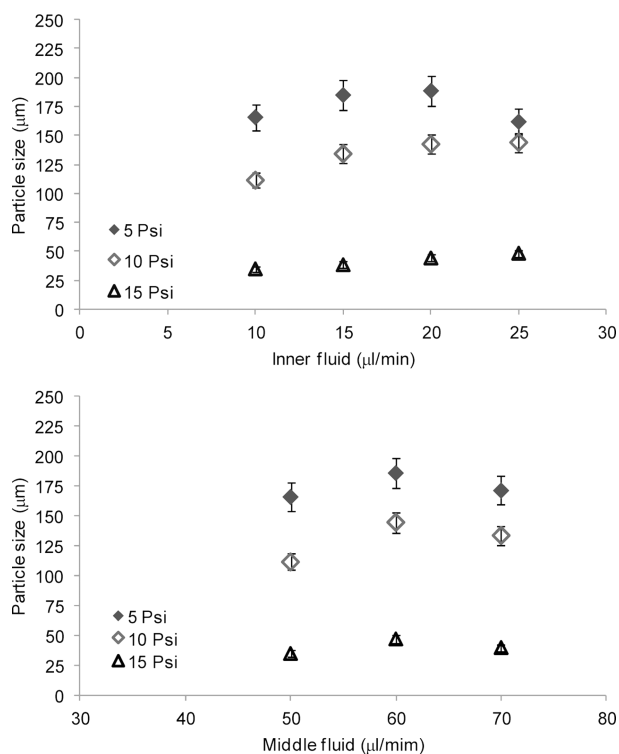 250
225
200
175
150
125
100
75
50
25
0
Particle size (μm)
5 Psi
10 Psi
15 Psi
0 5 10 15 20 25 30
Inner fluid (μl/min)
250
225
200
175
150
125
100
75
50
25
0
Particle size (μm)
5 Psi
10 Psi
15 Psi
30 40 50 60 70 80
Middle fluid (μl/mim)